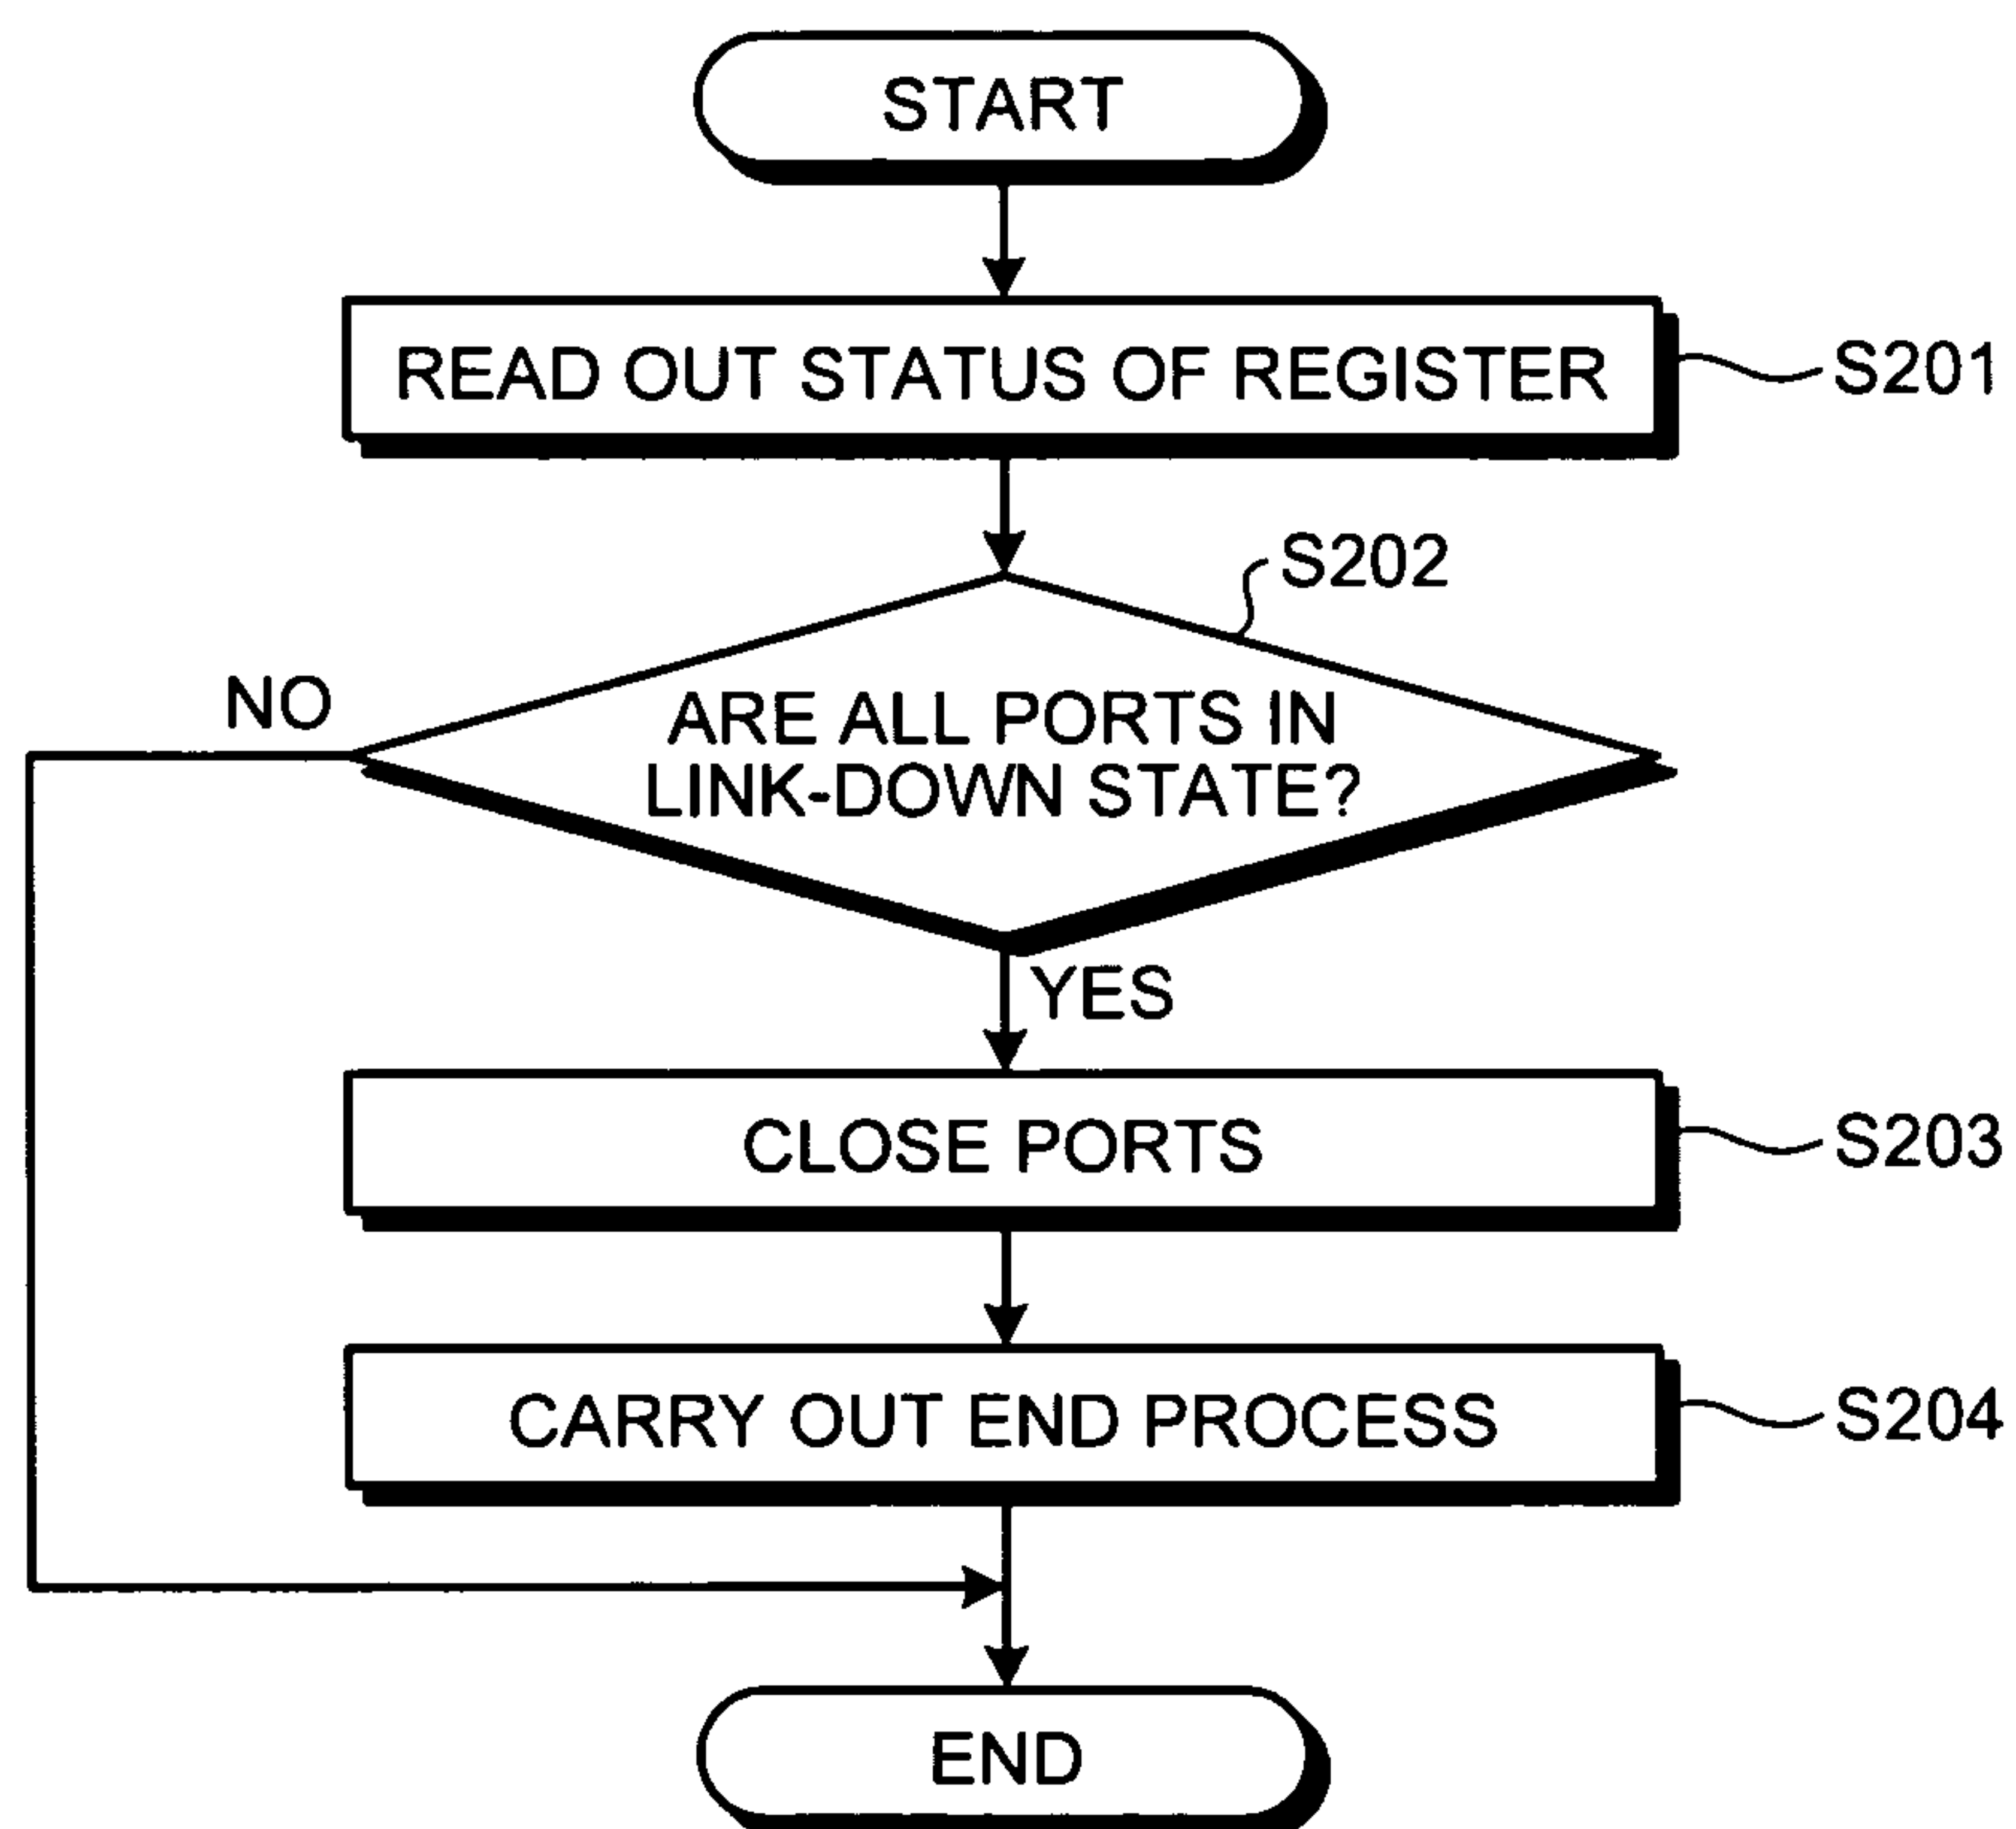 START
READ OUT STATUS OF REGISTER
S201
S202
NO
ARE ALL PORTS IN
LINK-DOWN STATE?
YES
CLOSE PORTS
S203
CARRY OUT END PROCESS
S204
END